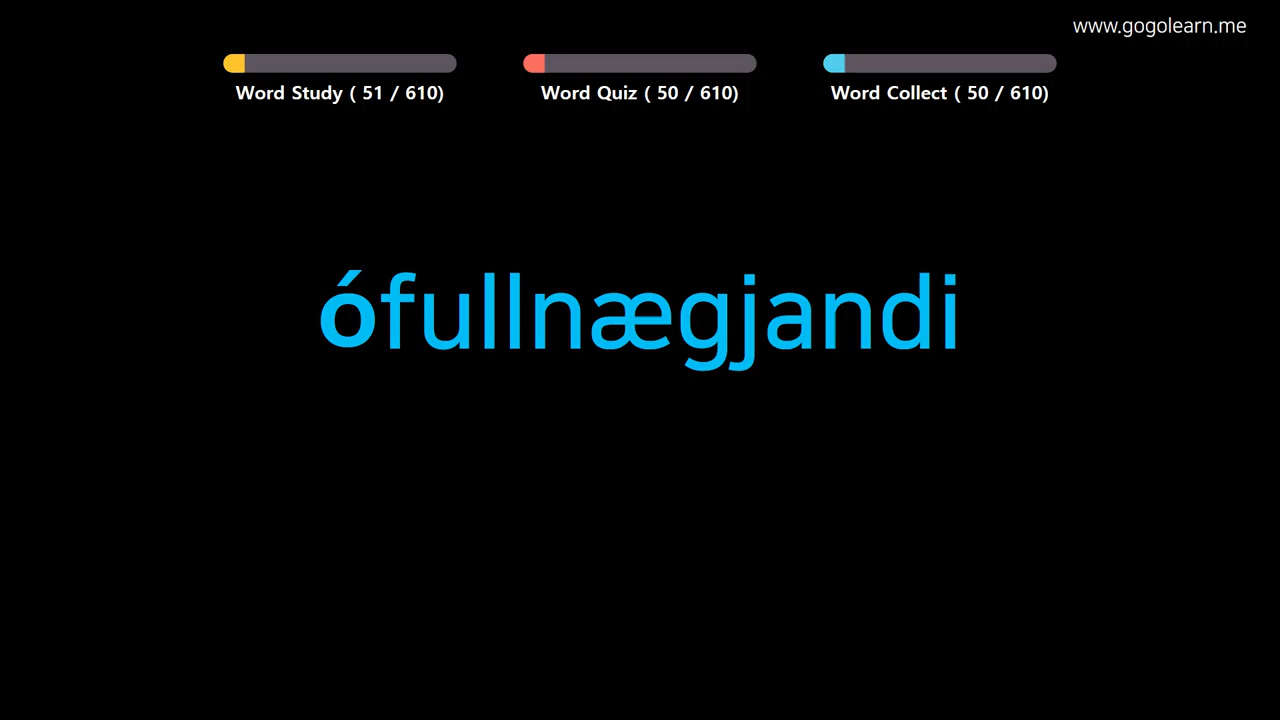 www.gogolearn.me
Word Study ( 51 / 610)
Word Quiz ( 50 / 610)
Word Collect ( 50 / 610)
ófullnægjandi